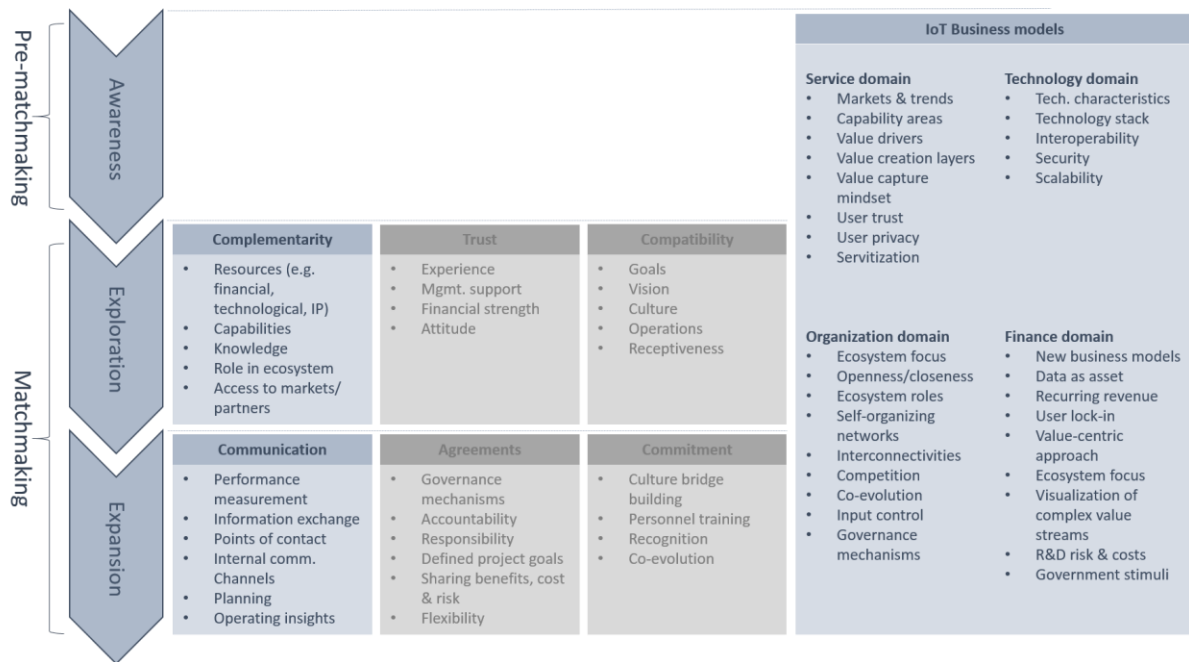 Pre-matchmaking
Matchmaking
Awareness
Exploration
Expansion
Complementarity
• Resources (e.g.
financial,
technological, IP)
• Capabilities
• Knowledge
• Role in ecosystem
• Access to markets/
partners
Trust
• Experience
• Mgmt. support
• Financial strength
• Attitude
Compatibility
• Goals
• Vision
• Culture
• Operations
• Receptiveness
Communication
• Performance
measurement
• Information exchange
• Points of contact
• Internal comm.
Channels
• Planning
• Operating insights
Agreements
• Governance
mechanisms
• Accountability
• Responsibility
• Defined project goals
• Sharing benefits, cost
& risk
• Flexibility
Commitment
• Culture bridge
building
• Personnel training
• Recognition
• Co-evolution
IoT Business models
Service domain
• Markets & trends
• Capability areas
• Value drivers
• Value creation layers
• Value capture
mindset
• User trust
• User privacy
• Servitization
Technology domain
• Tech. characteristics
• Technology stack
• Interoperability
• Security
• Scalability
Organization domain
• Ecosystem focus
• Openness/closeness
• Ecosystem roles
• Self-organizing
networks
• Interconnectivities
• Competition
• Co-evolution
• Input control
• Governance
mechanisms
Finance domain
• New business models
• Data as asset
• Recurring revenue
• User lock-in
• Value-centric
approach
• Ecosystem focus
• Visualization of
complex value
streams
• R&D risk & costs
• Government stimuli